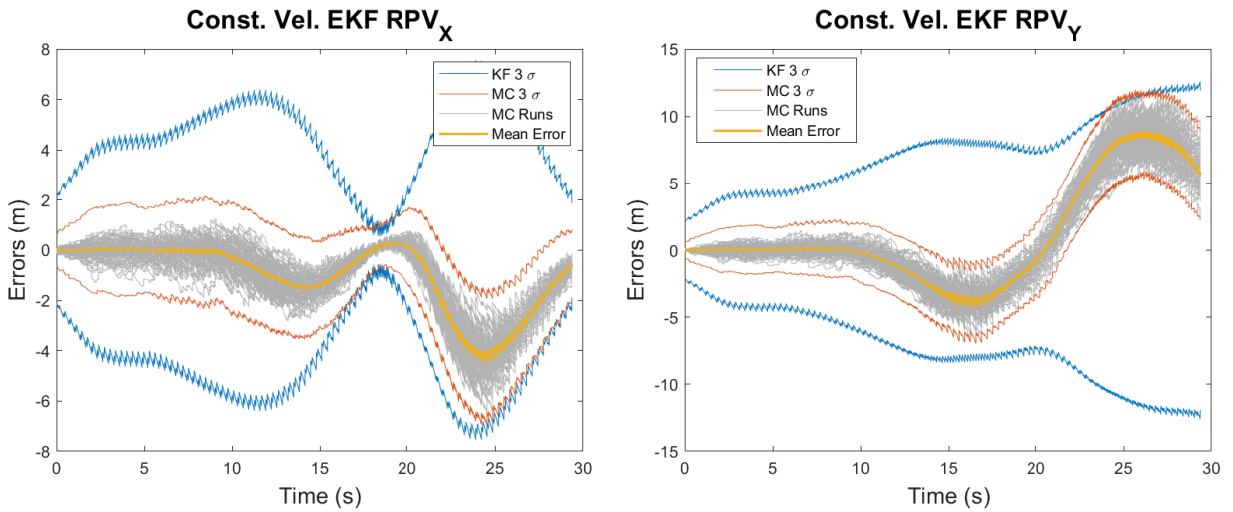 Const. Vel. EKF RPV_X
8
6
4
2
0
-2
-4
-6
-8
Errors (m)
KF 3 σ
MC 3 σ
MC Runs
Mean Error
0 5 10 15 20 25 30
Time (s)
Const. Vel. EKF RPV_Y
15
10
5
0
-5
-10
-15
Errors (m)
KF 3 σ
MC 3 σ
MC Runs
Mean Error
0 5 10 15 20 25 30
Time (s)